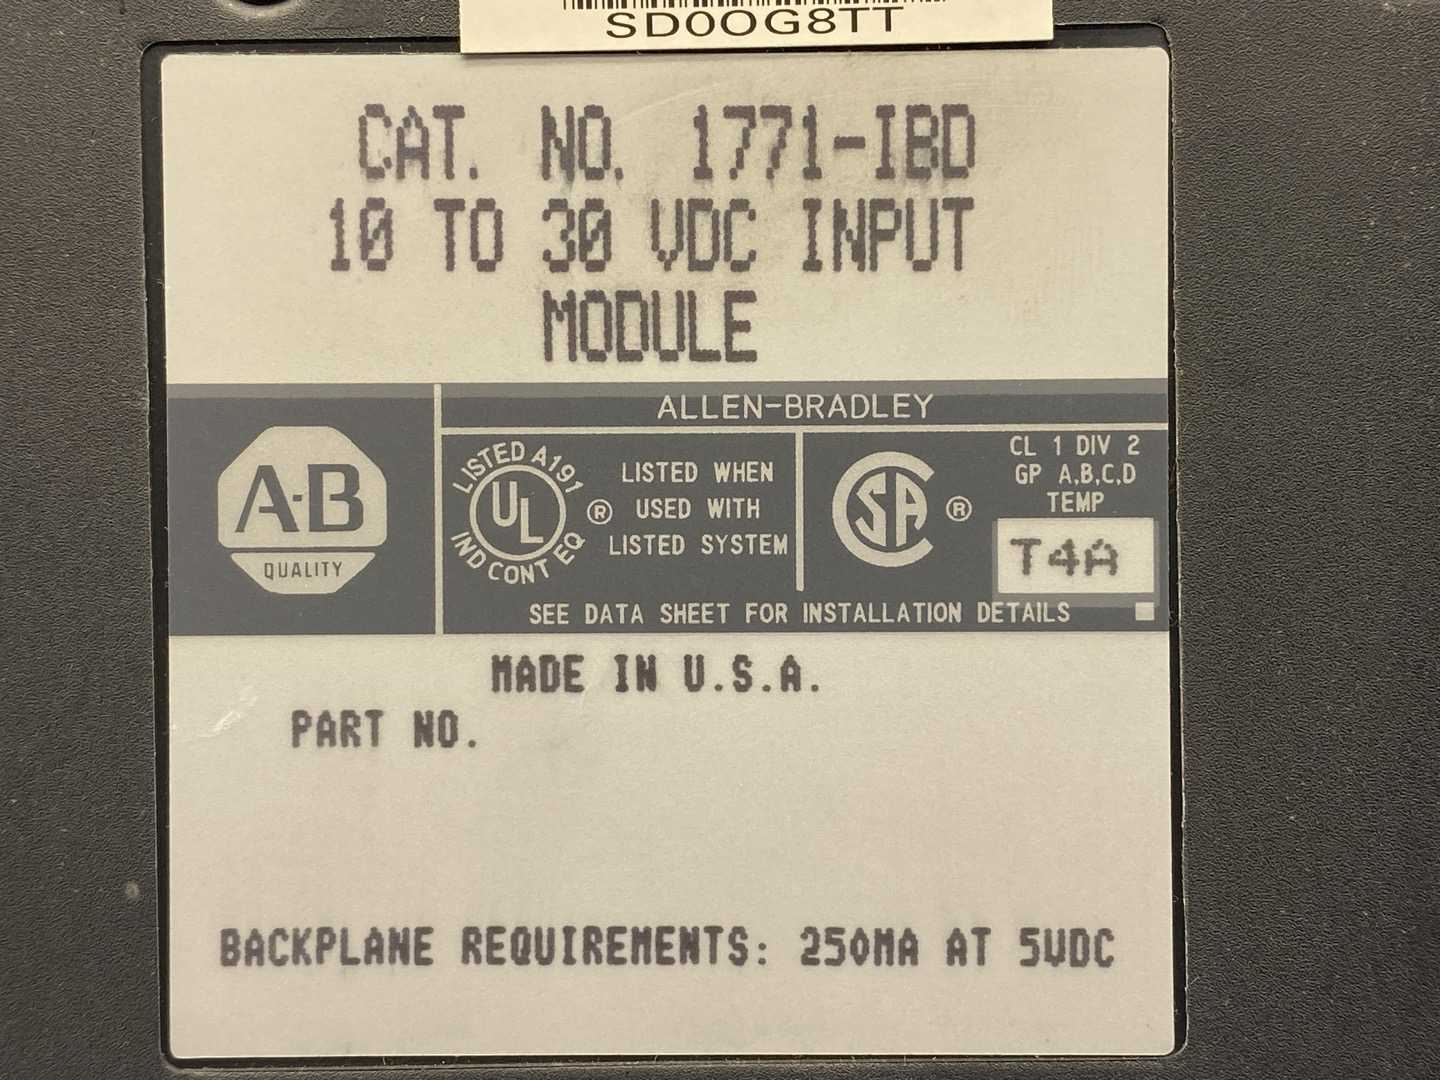 SD0OG8TT
CAT. NO. 1771-IBD
10 TO 30 VDC INPUT
MODULE
ALLEN-BRADLEY
A-B
QUALITY
LISTED A191
UL
IND CONT EQ
®
LISTED WHEN
USED WITH
LISTED SYSTEM
SA
®
CL 1 DIV 2
GP A,B,C,D
TEMP
T4A
SEE DATA SHEET FOR INSTALLATION DETAILS
MADE IN U.S.A.
PART NO.
BACKPLANE REQUIREMENTS: 250MA AT 5VDC